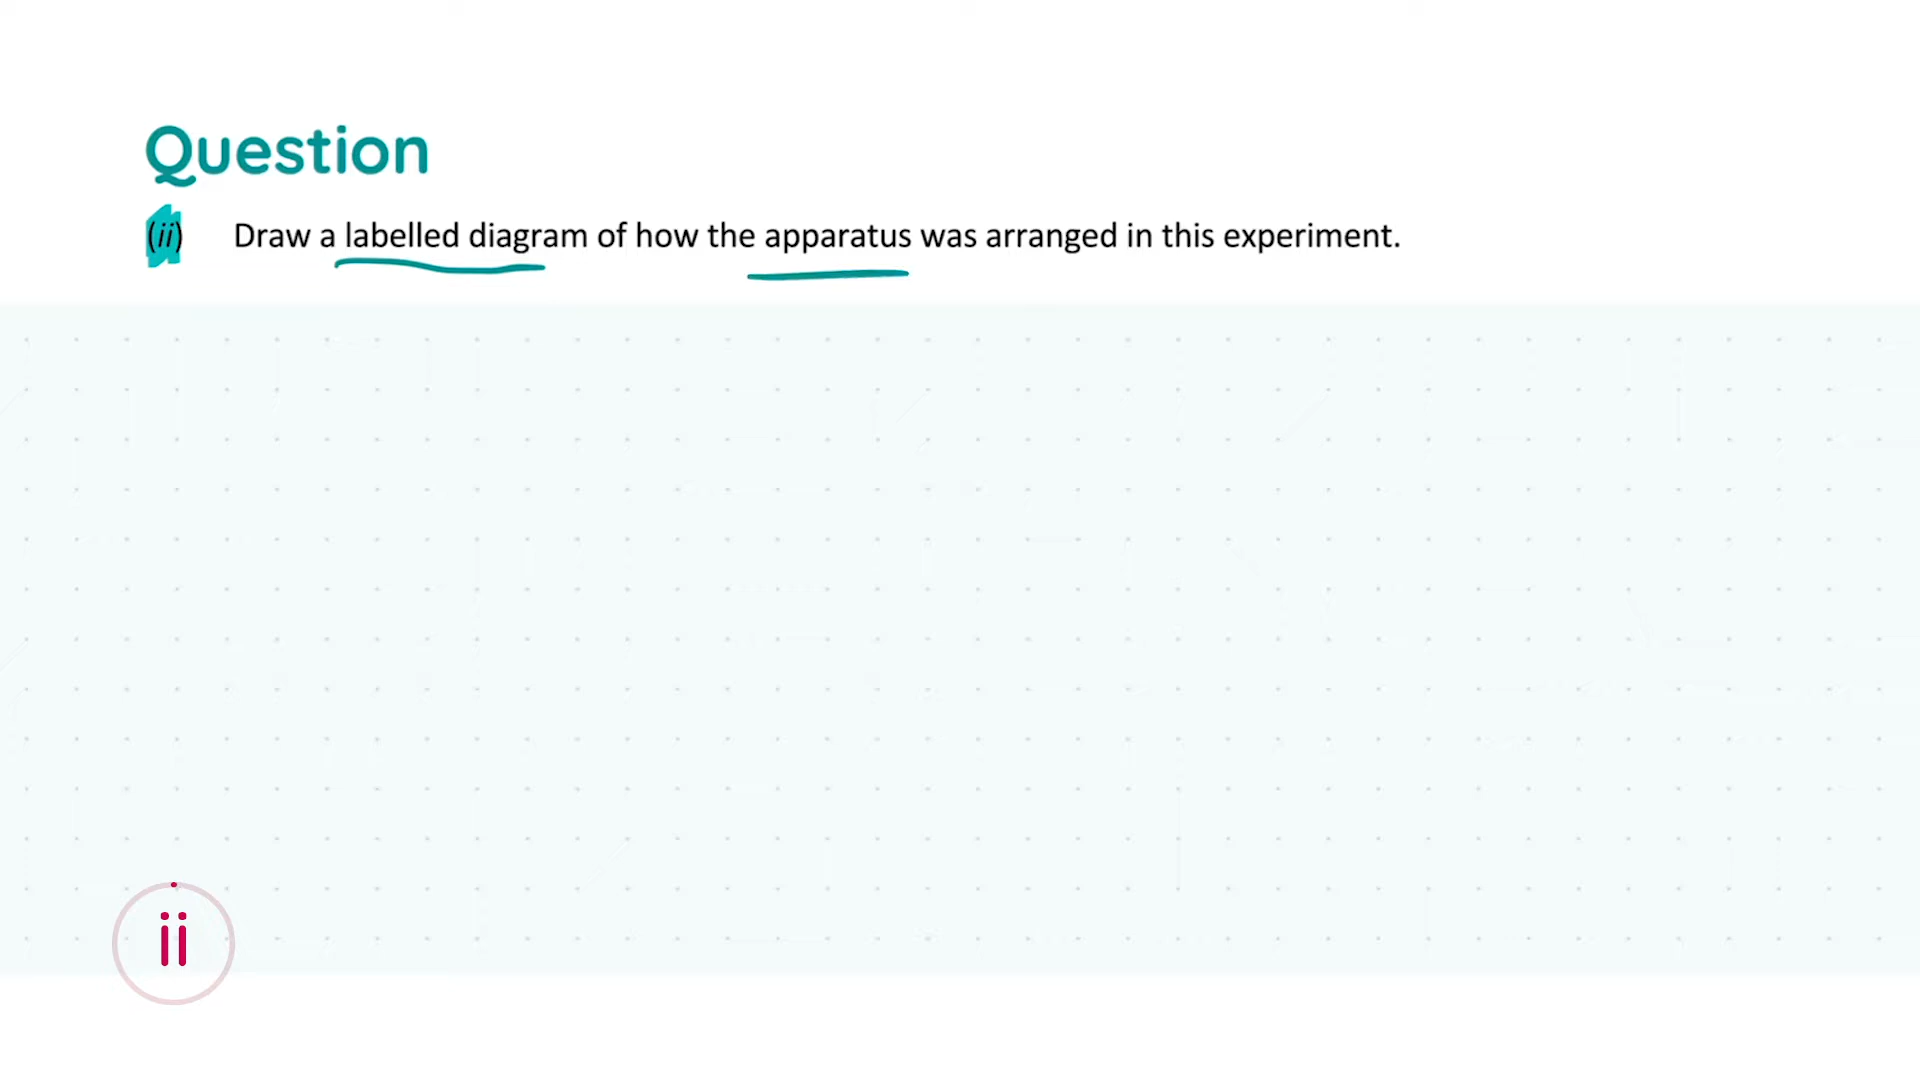 Question
(ii) Draw a labelled diagram of how the apparatus was arranged in this experiment.
ii